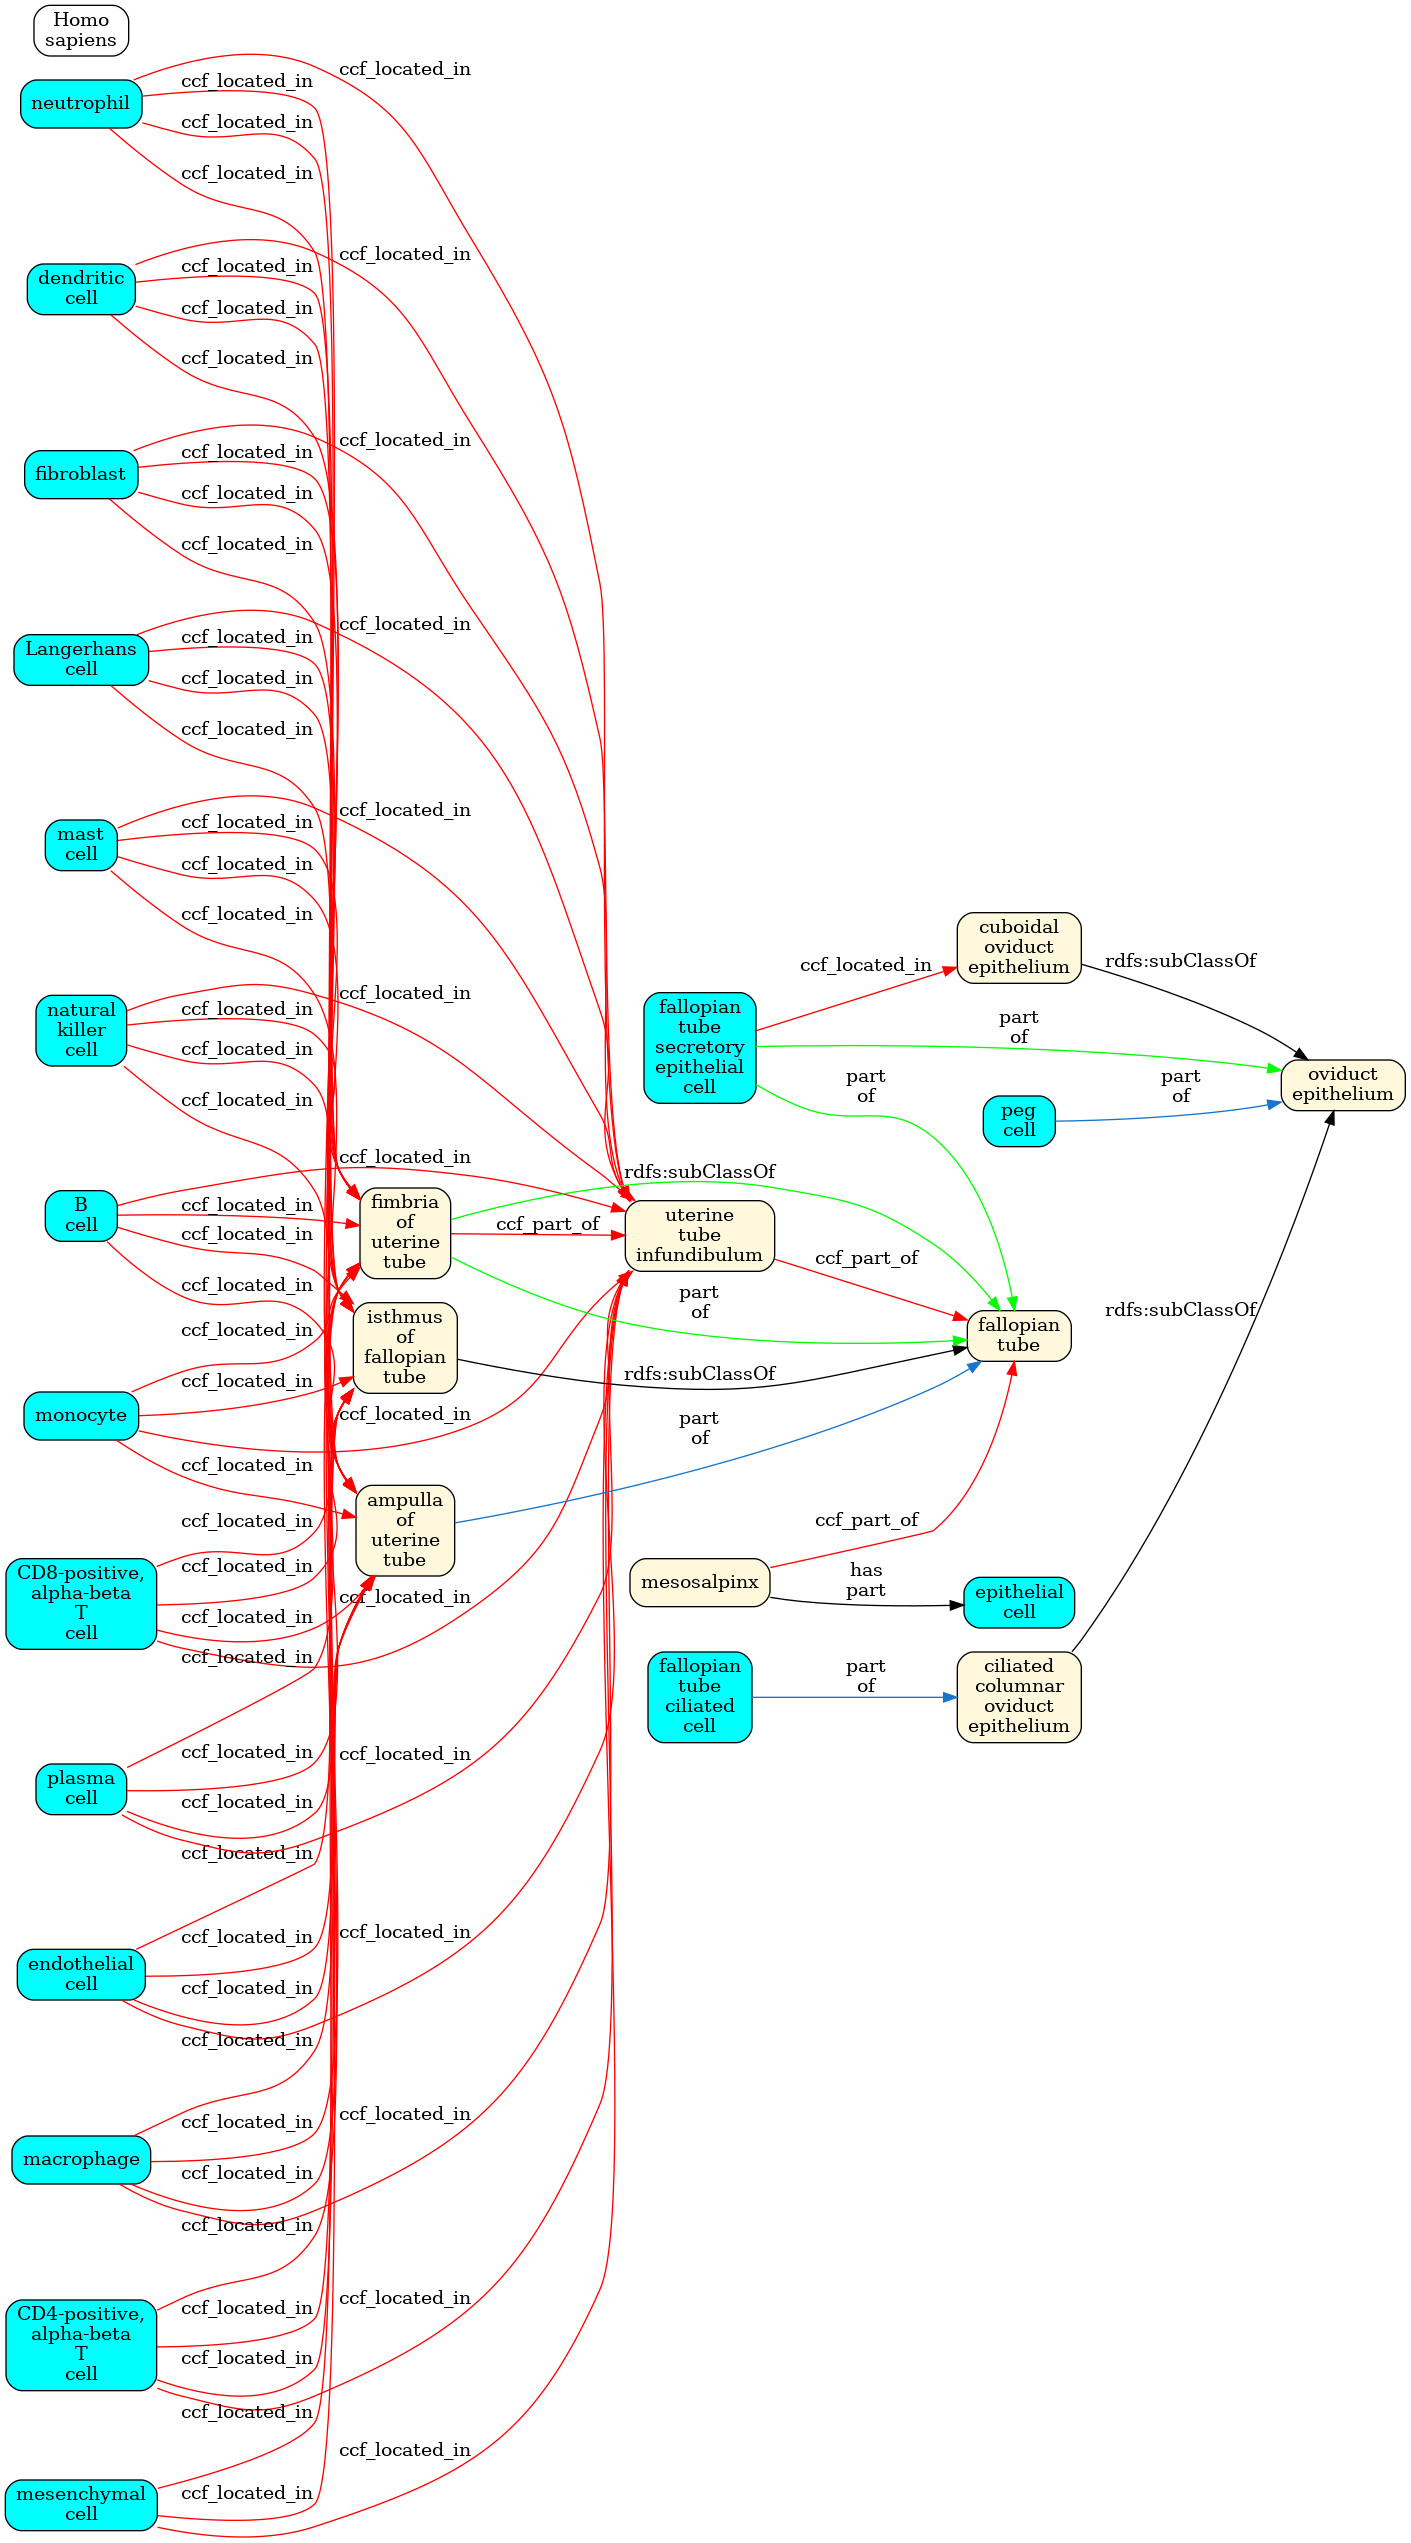 Homo
sapiens
ccf_located_in
ccf_located_in
neutrophil
ccf_located_in
ccf_located_in
ccf_located_in
ccf_located_in
dendritic
cell
ccf_located_in
ccf_located_in
ccf_located_in
ccf_located_in
fibroblast
ccf_located_in
ccf_located_in
ccf_located_in
ccf_located_in
Langerhans
cell
ccf_located_in
ccf_located_in
ccf_located_in
ccf_located_in
mast
cell
ccf_located_in
ccf_located_in
ccf_located_in
ccf_located_in
natural
killer
cell
ccf_located_in
ccf_located_in
ccf_located_in
B
cell
ccf_located_in
ccf_located_in
ccf_located_in
ccf_located_in
monocyte
ccf_located_in
ccf_located_in
ccf_located_in
ccf_located_in
CD8-positive,
alpha-beta
T
cell
ccf_located_in
ccf_located_in
ccf_located_in
ccf_located_in
plasma
cell
ccf_located_in
ccf_located_in
ccf_located_in
ccf_located_in
endothelial
cell
ccf_located_in
ccf_located_in
ccf_located_in
ccf_located_in
macrophage
ccf_located_in
ccf_located_in
ccf_located_in
ccf_located_in
CD4-positive,
alpha-beta
T
cell
ccf_located_in
ccf_located_in
ccf_located_in
ccf_located_in
mesenchymal
cell
ccf_located_in
ccf_located_in
fimbria
of
uterine
tube
isthmus
of
fallopian
tube
ampulla
of
uterine
tube
rdfs:subClassOf
ccf_part_of
part
of
rdfs:subClassOf
part
of
uterine
tube
infundibulum
ccf_part_of
fallopian
tube
secretory
epithelial
cell
ccf_located_in
part
of
part
of
cuboidal
oviduct
epithelium
rdfs:subClassOf
peg
cell
part
of
oviduct
epithelium
fallopian
tube
rdfs:subClassOf
mesosalpinx
ccf_part_of
has
part
epithelial
cell
fallopian
tube
ciliated
cell
part
of
ciliated
columnar
oviduct
epithelium